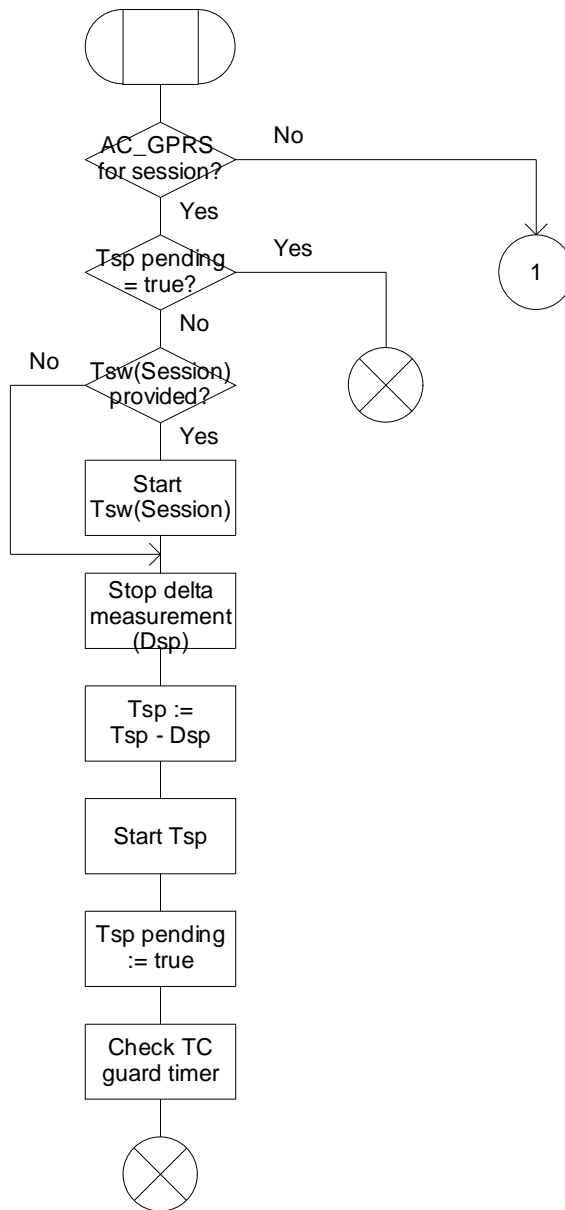 AC_GPRS
for session?
No
Yes
1
Tsp pending
= true?
Yes
No
No
Tsw(Session)
provided?
Yes
Start
Tsw(Session)
Stop delta
measurement
(Dsp)
Tsp :=
Tsp - Dsp
Start Tsp
Tsp pending
:= true
Check TC
guard timer